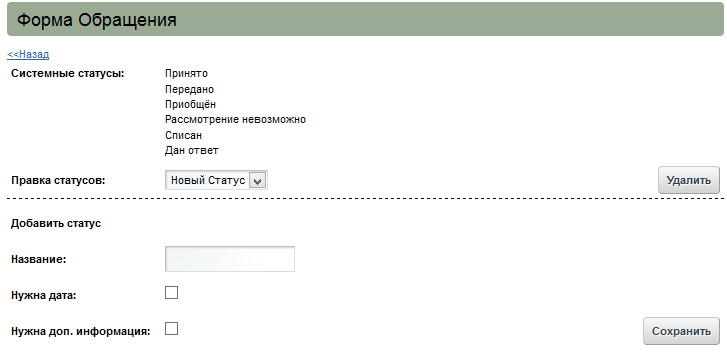 Форма Обращения
<<Назад
Системные статусы: Принято
Передано
Приобщён
Рассмотрение невозможно
Списан
Дан ответ
Правка статусов: Новый Статус Удалить
Добавить статус
Название:
Нужна дата:
Нужна доп. информация: Сохранить